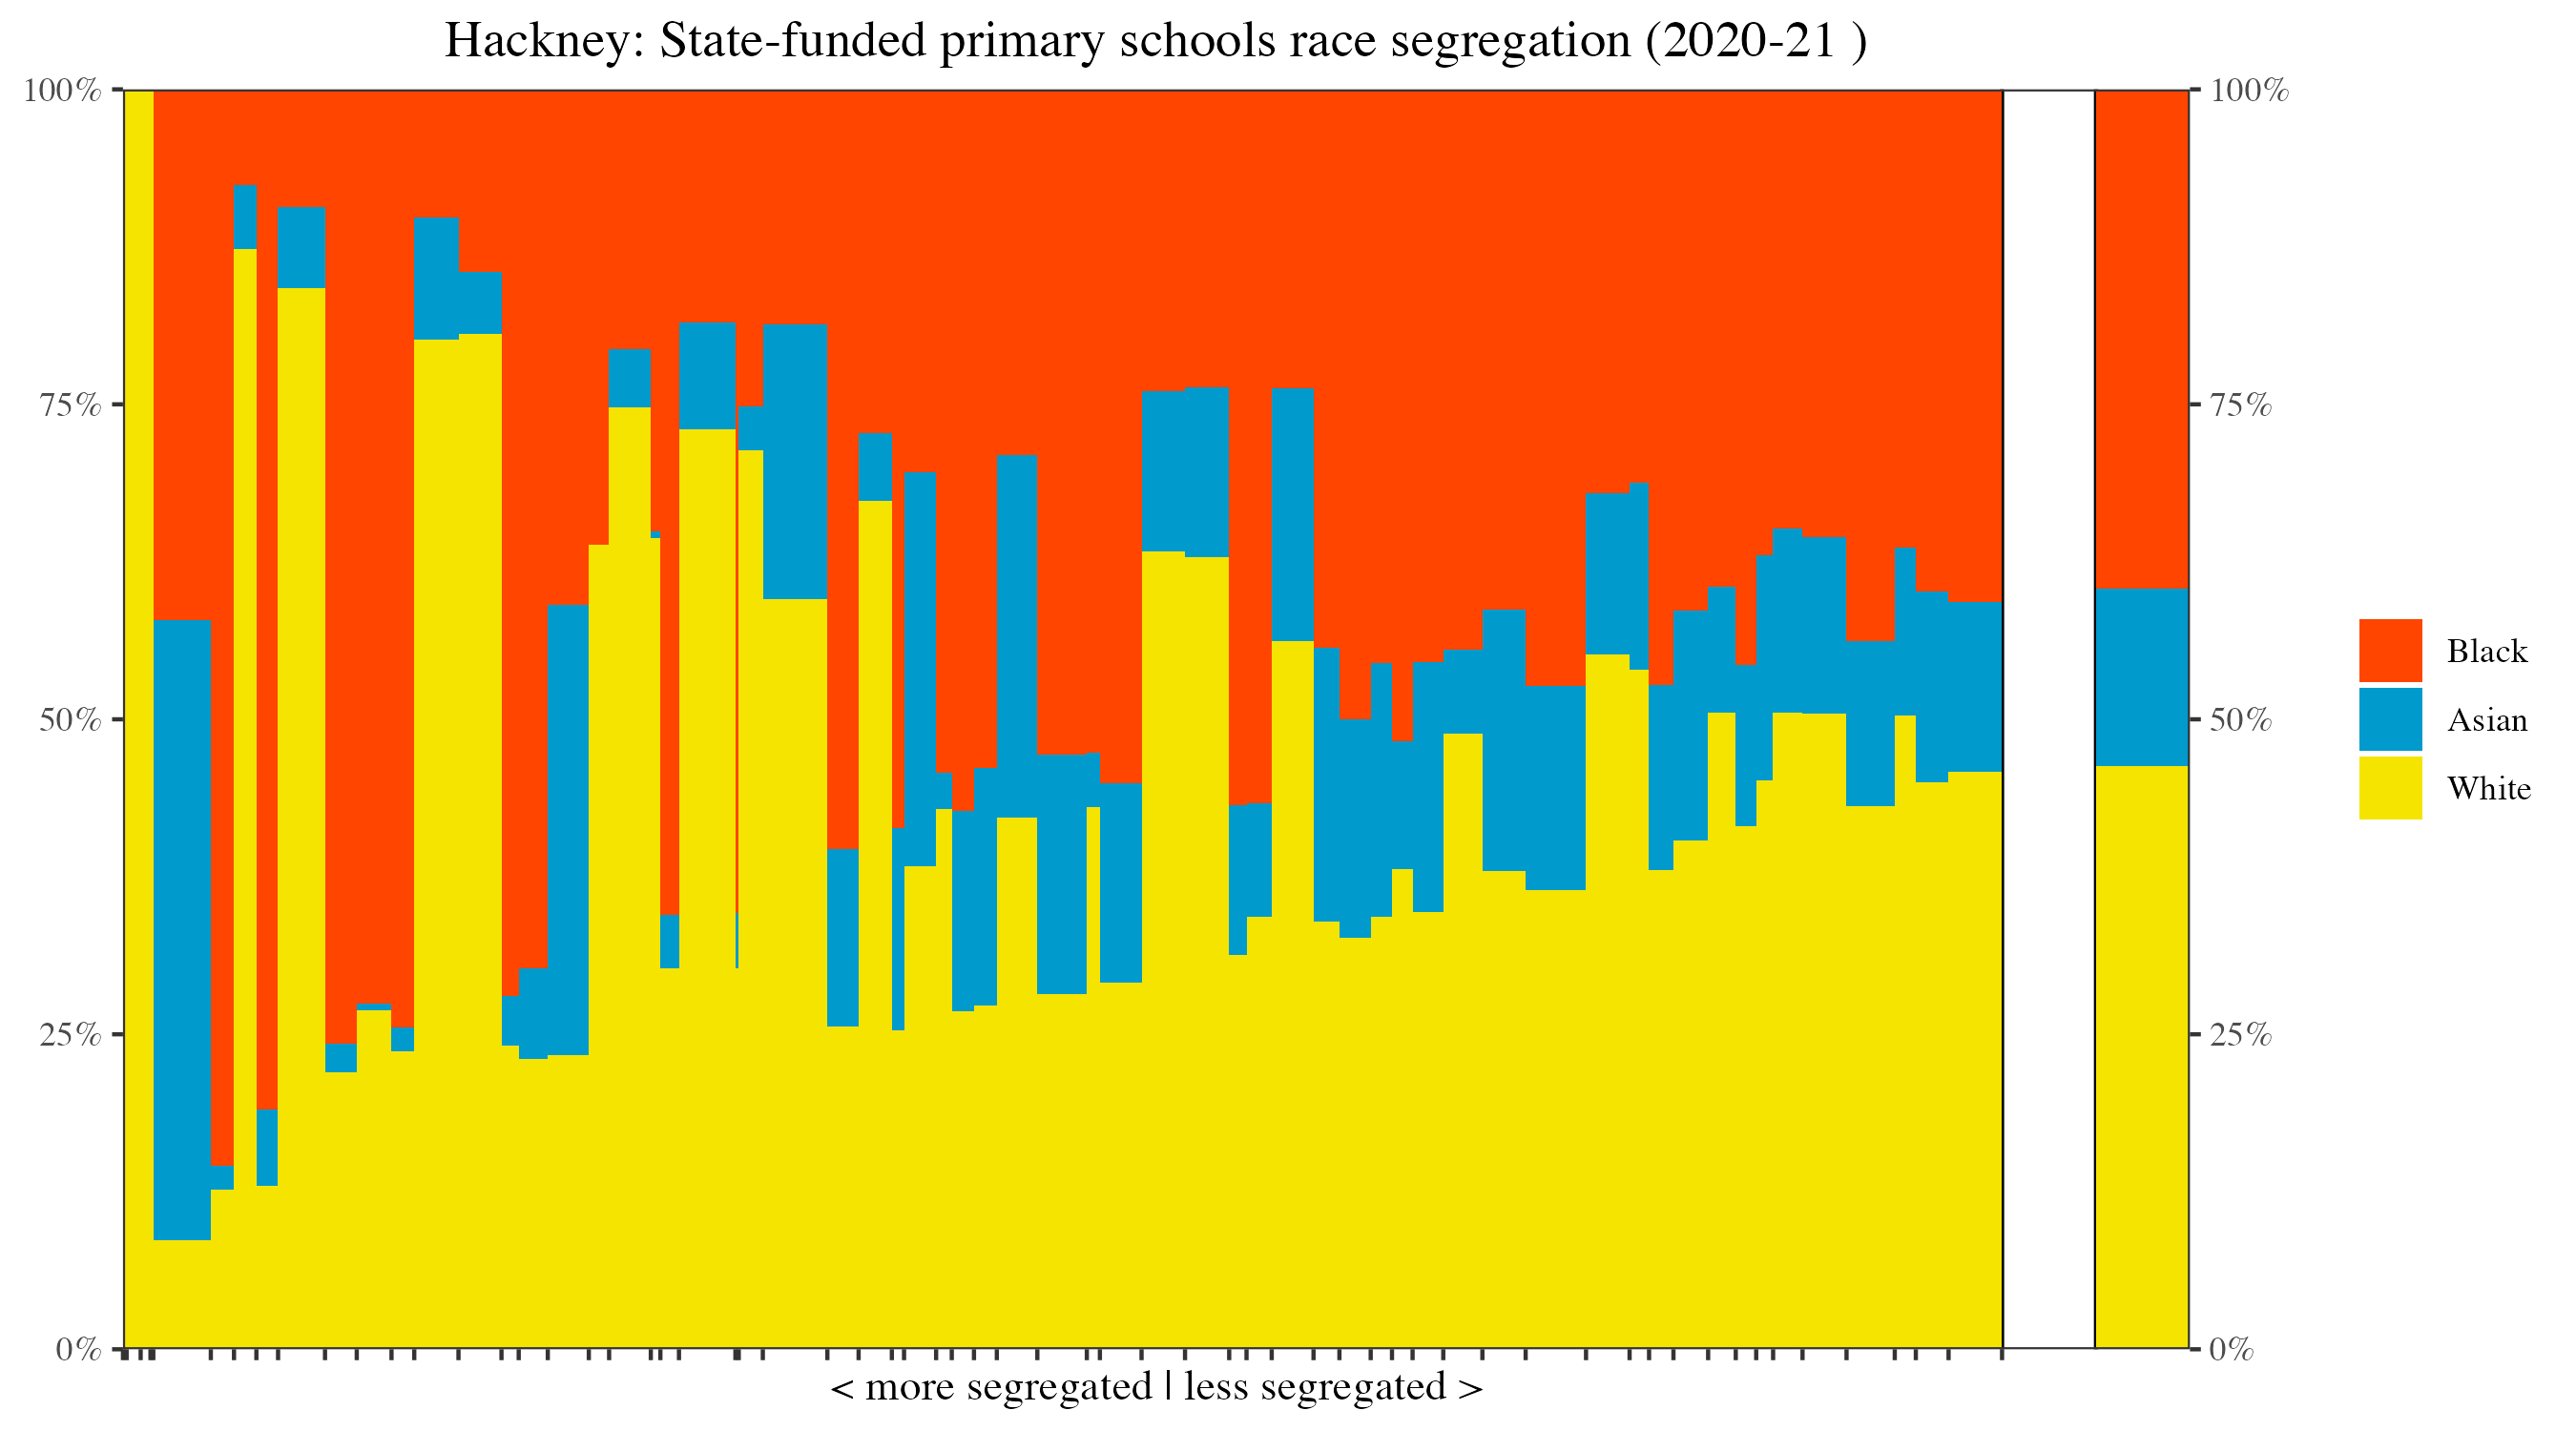 Hackney: State-funded primary schools race segregation (2020-21 )
100%
75%
50%
25%
0%
100%
75%
50%
25%
0%
Black
Asian
White
< more segregated | less segregated >